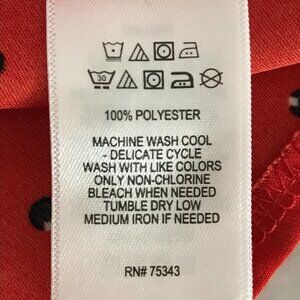 30
100% POLYESTER
MACHINE WASH COOL
- DELICATE CYCLE
WASH WITH LIKE COLORS
ONLY NON-CHLORINE
BLEACH WHEN NEEDED
TUMBLE DRY LOW
MEDIUM IRON IF NEEDED
RN# 75343